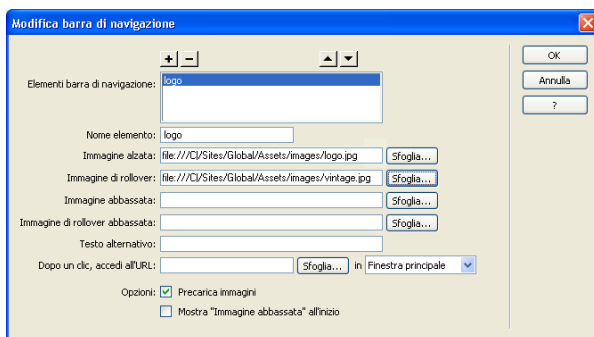 Modifica barra di navigazione
Elementi barra di navigazione:
logo
OK
Annulla
?
Nome elemento: logo
Immagine alzata: file:///C|/Sites/Global/Assets/images/logo.jpg Sfoglia...
Immagine di rollover: file:///C|/Sites/Global/Assets/images/vintage.jpg Sfoglia...
Immagine abbassata: Sfoglia...
Immagine di rollover abbassata: Sfoglia...
Testo alternativo:
Dopo un clic, accedi all'URL: Sfoglia... in Finestra principale
Opzioni: Precarica immagini
Mostra "Immagine abbassata" all'inizio